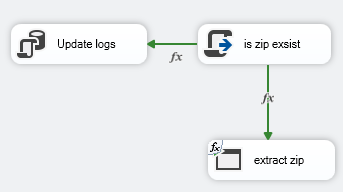 Update logs
is zip exsist
fx
fx
fx
extract zip